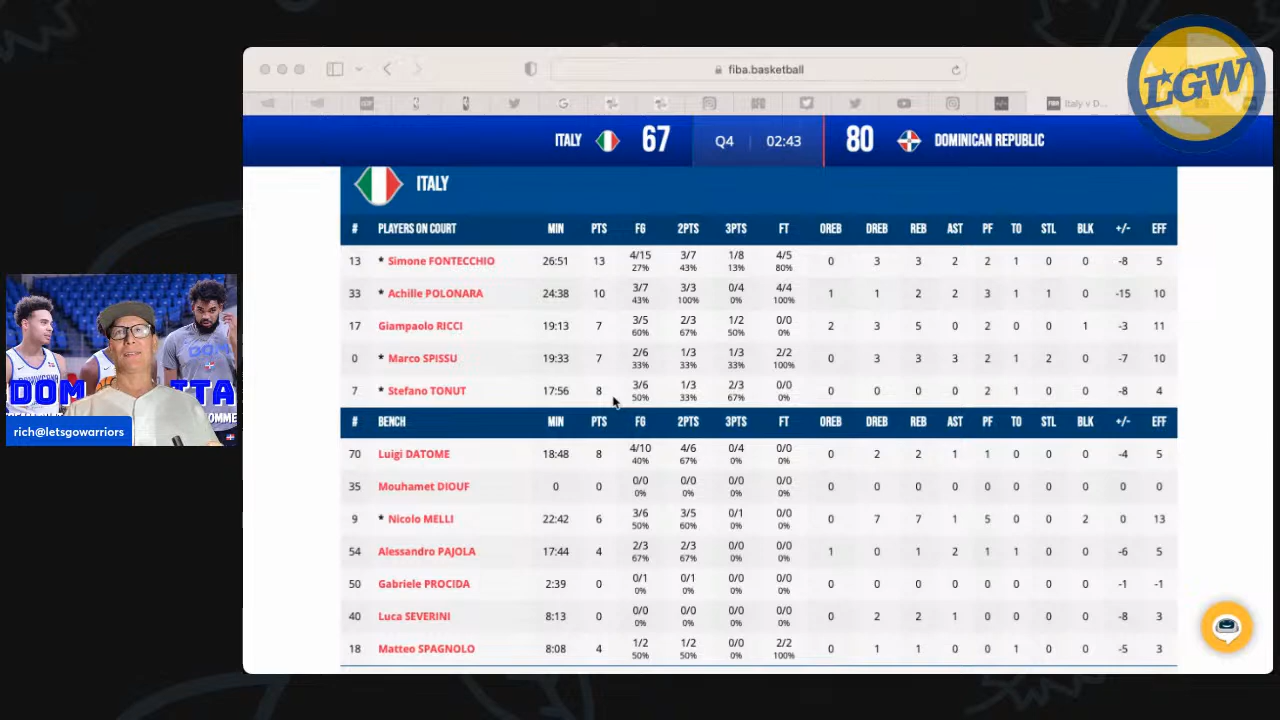 LGW
fiba.basketball
Italy v D...
ITALY 67 Q4 02:43 80 DOMINICAN REPUBLIC
ITALY
# PLAYERS ON COURT MIN PTS FG 2PTS 3PTS FT OREB DREB REB AST PF TO STL BLK +/- EFF
13 * Simone FONTECCHIO 26:51 13 4/15 3/7 1/8 4/5 0 3 3 2 2 1 0 0 -8 5
27% 43% 13% 80%
33 * Achille POLONARA 24:38 10 3/7 3/3 0/4 4/4 1 1 2 2 3 1 1 0 -15 10
43% 100% 0% 100%
17 Giampaolo RICCI 19:13 7 3/5 2/3 1/2 0/0 2 3 5 0 2 0 0 1 -3 11
60% 67% 50% 0%
0 * Marco SPISSU 19:33 7 2/6 1/3 1/3 2/2 0 3 3 3 2 1 2 0 -7 10
33% 33% 33% 100%
7 * Stefano TONUT 17:56 8 3/6 1/3 2/3 0/0 0 0 0 0 2 1 0 0 -8 4
50% 33% 67% 0%
# BENCH MIN PTS FG 2PTS 3PTS FT OREB DREB REB AST PF TO STL BLK +/- EFF
70 Luigi DATOME 18:48 8 4/10 4/6 0/4 0/0 0 2 2 1 1 0 0 0 -4 5
40% 67% 0% 0%
35 Mouhamet DIOUF 0 0 0/0 0/0 0/0 0/0 0 0 0 0 0 0 0 0 0 0
0% 0% 0% 0%
9 * Nicolo MELLI 22:42 6 3/6 3/5 0/1 0/0 0 7 7 1 5 0 0 2 0 13
50% 60% 0% 0%
54 Alessandro PAJOLA 17:44 4 2/3 2/3 0/0 0/0 1 0 1 2 1 1 0 0 -6 5
67% 67% 0% 0%
50 Gabriele PROCIDA 2:39 0 0/1 0/1 0/0 0/0 0 0 0 0 0 0 0 0 -1 -1
0% 0% 0% 0%
40 Luca SEVERINI 8:13 0 0/0 0/0 0/0 0/0 0 2 2 1 0 0 0 0 -8 3
0% 0% 0% 0%
18 Matteo SPAGNOLO 8:08 4 1/2 1/2 0/0 2/2 0 1 1 0 0 1 0 0 -5 3
50% 50% 0% 100%
DOM ITA
rich@letsgowarriors